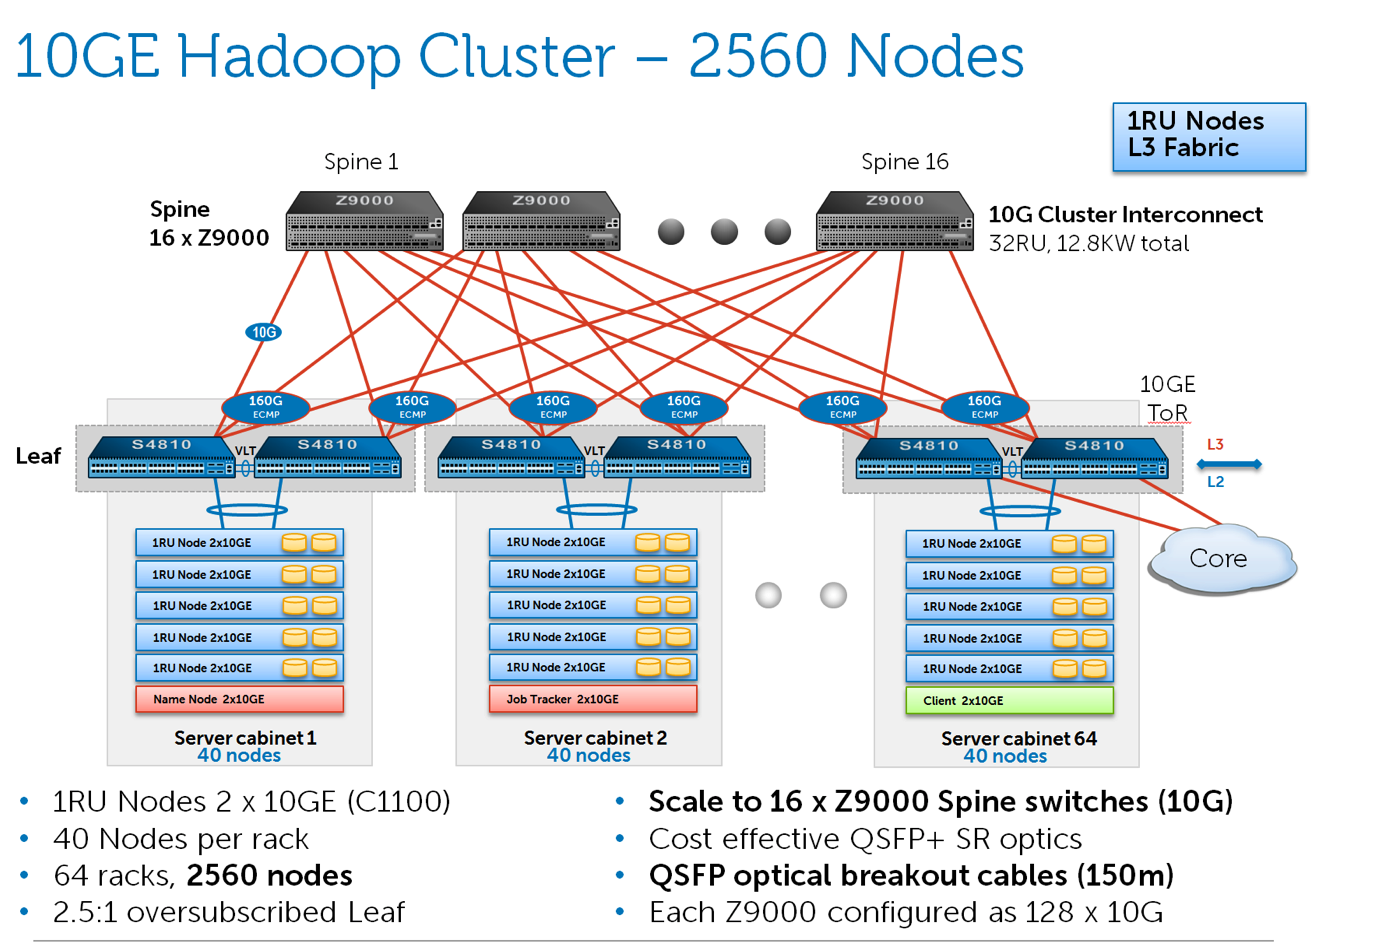 10GE Hadoop Cluster – 2560 Nodes
1RU Nodes
L3 Fabric
Spine 1
Spine 16
Spine
16 x Z9000
Z9000
Z9000
Z9000
10G Cluster Interconnect
32RU, 12.8KW total
10G
10GE
ToR
160G
ECMP
160G
ECMP
160G
ECMP
160G
ECMP
160G
ECMP
160G
ECMP
Leaf
S4810
VLT
S4810
S4810
VLT
S4810
S4810
VLT
S4810
L3
L2
Core
1RU Node 2x10GE
1RU Node 2x10GE
1RU Node 2x10GE
1RU Node 2x10GE
1RU Node 2x10GE
Name Node 2x10GE
Server cabinet 1
40 nodes
1RU Node 2x10GE
1RU Node 2x10GE
1RU Node 2x10GE
1RU Node 2x10GE
1RU Node 2x10GE
Job Tracker 2x10GE
Server cabinet 2
40 nodes
1RU Node 2x10GE
1RU Node 2x10GE
1RU Node 2x10GE
1RU Node 2x10GE
1RU Node 2x10GE
Client 2x10GE
Server cabinet 64
40 nodes
• 1RU Nodes 2 x 10GE (C1100)
• 40 Nodes per rack
• 64 racks, 2560 nodes
• 2.5:1 oversubscribed Leaf
• Scale to 16 x Z9000 Spine switches (10G)
• Cost effective QSFP+ SR optics
• QSFP optical breakout cables (150m)
• Each Z9000 configured as 128 x 10G